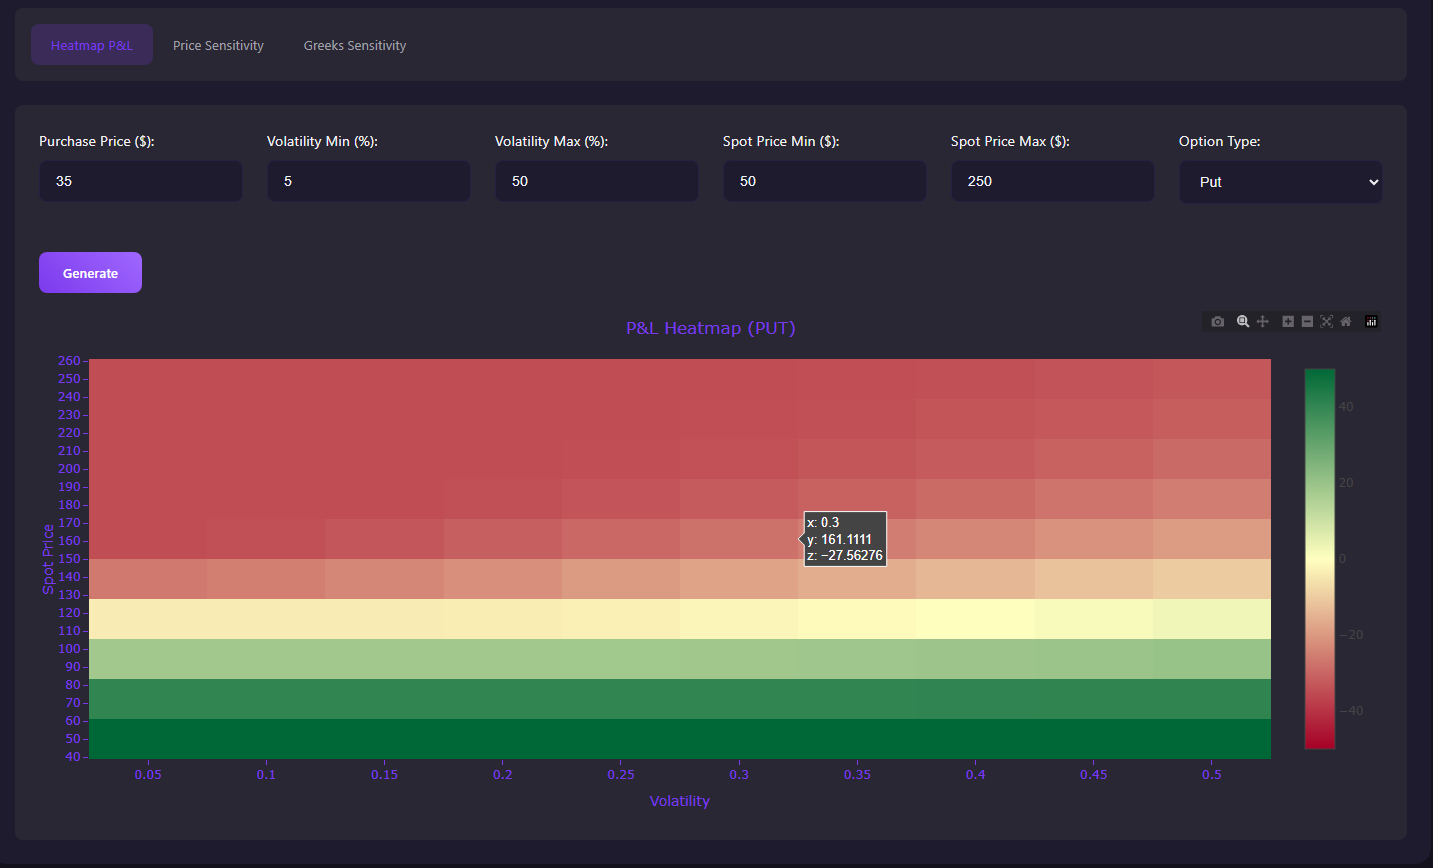 Heatmap P&L
Price Sensitivity
Greeks Sensitivity
Purchase Price ($):
Volatility Min (%):
Volatility Max (%):
Spot Price Min ($):
Spot Price Max ($):
Option Type:
35
5
50
50
250
Put
Generate
P&L Heatmap (PUT)
Spot Price
260
250
240
230
220
210
200
190
180
170
160
150
140
130
120
110
100
90
80
70
60
50
40
x: 0.3
y: 161.1111
z: −27.56276
40
20
0
−20
−40
0.05
0.1
0.15
0.2
0.25
0.3
0.35
0.4
0.45
0.5
Volatility